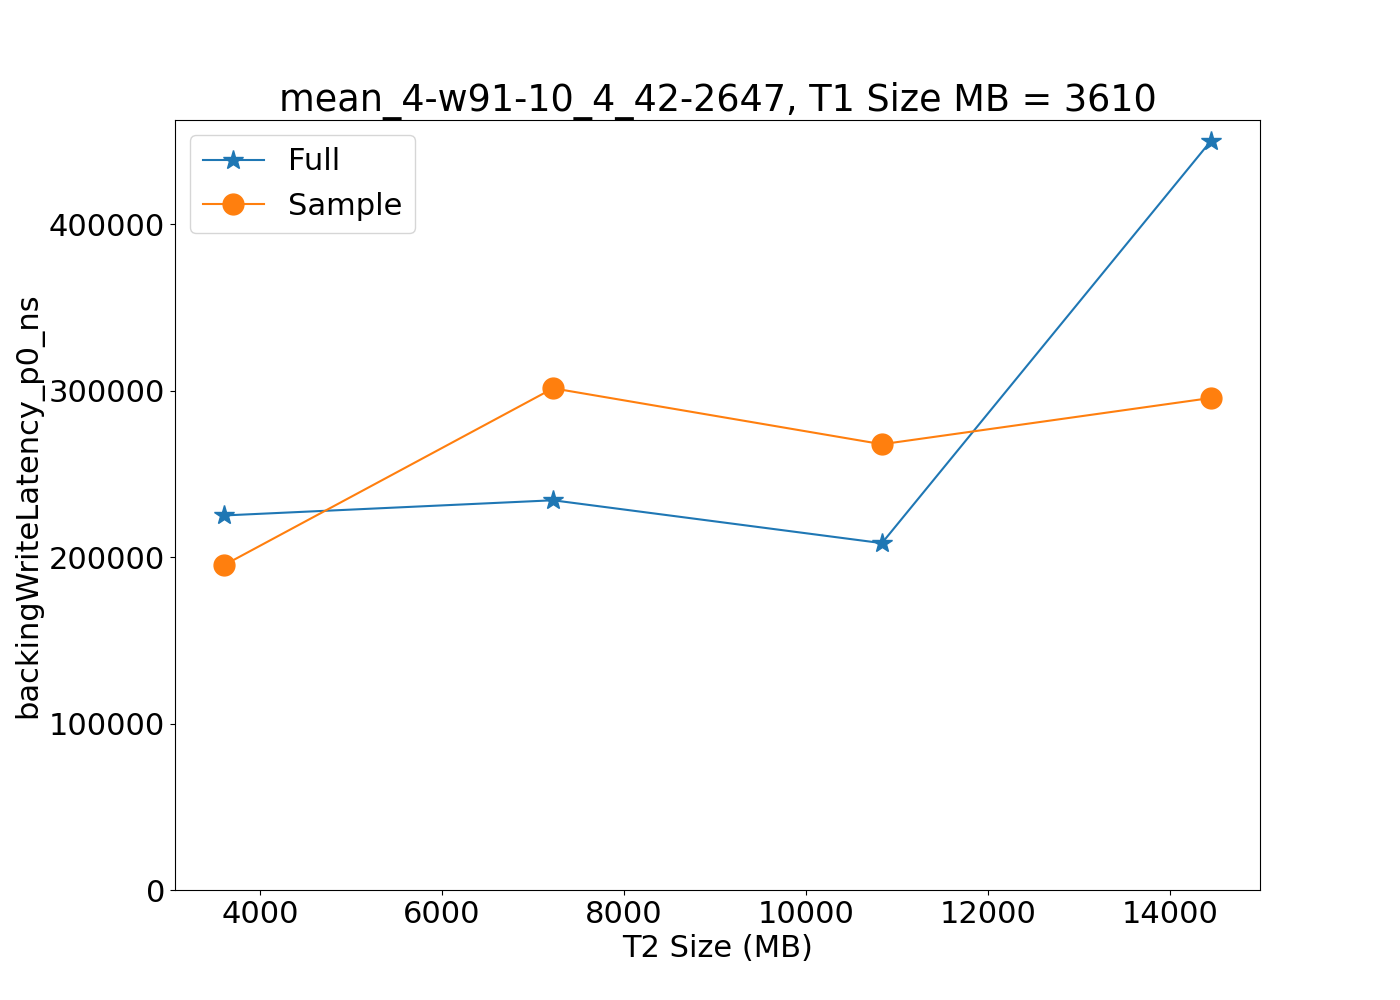 mean_4-w91-10_4_42-2647, T1 Size MB = 3610
Full
Sample
backingWriteLatency_p0_ns
400000
300000
200000
100000
0
4000 6000 8000 10000 12000 14000
T2 Size (MB)